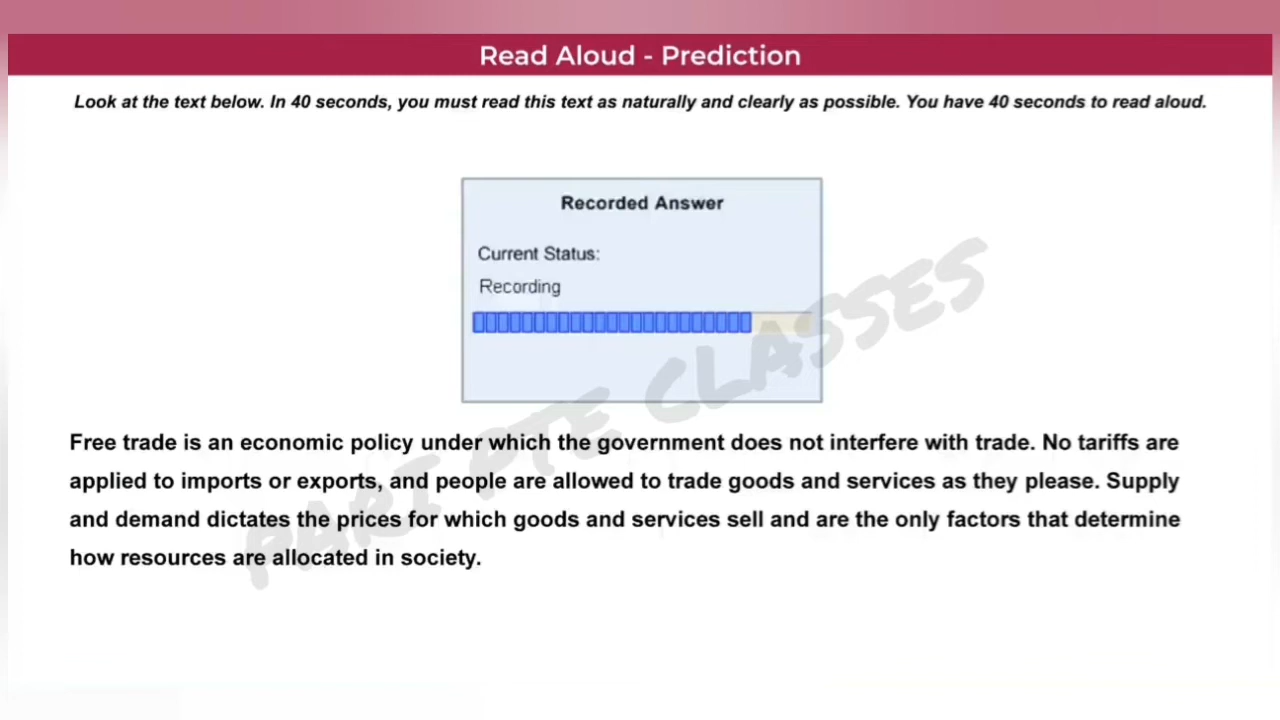 Read Aloud - Prediction
Look at the text below. In 40 seconds, you must read this text as naturally and clearly as possible. You have 40 seconds to read aloud.
Recorded Answer
Current Status:
Recording
PARI PTE CLASSES
Free trade is an economic policy under which the government does not interfere with trade. No tariffs are
applied to imports or exports, and people are allowed to trade goods and services as they please. Supply
and demand dictates the prices for which goods and services sell and are the only factors that determine
how resources are allocated in society.